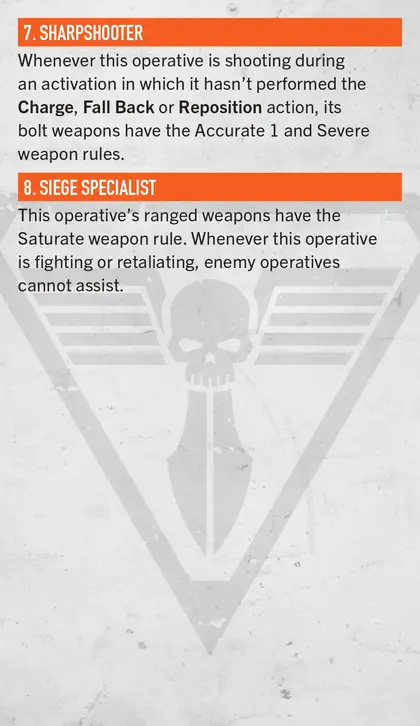 7. SHARPSHOOTER
Whenever this operative is shooting during
an activation in which it hasn’t performed the
Charge, Fall Back or Reposition action, its
bolt weapons have the Accurate 1 and Severe
weapon rules.
8. SIEGE SPECIALIST
This operative’s ranged weapons have the
Saturate weapon rule. Whenever this operative
is fighting or retaliating, enemy operatives
cannot assist.